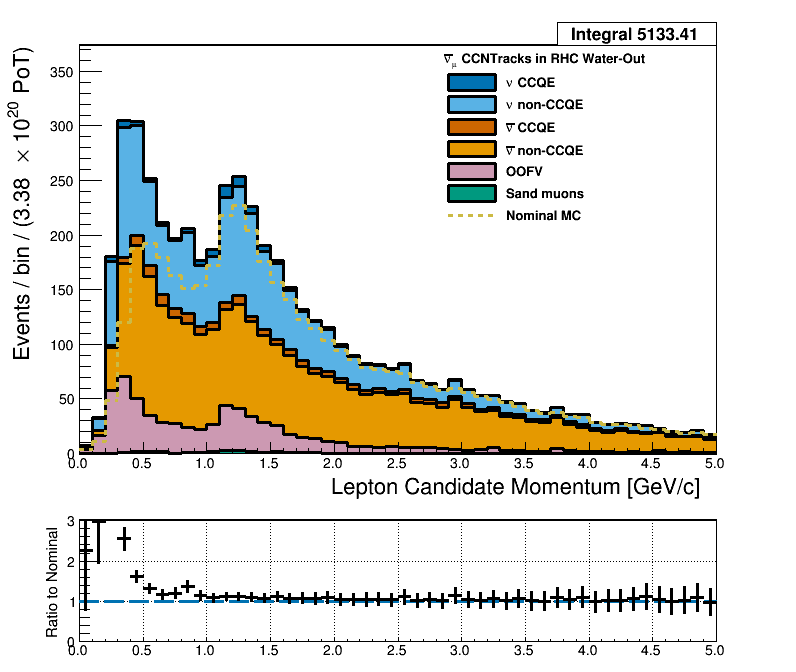 Integral 5133.41
ν̄μ CCNTracks in RHC Water-Out
ν CCQE
ν non-CCQE
ν̄ CCQE
ν̄ non-CCQE
OOFV
Sand muons
Nominal MC
Events / bin / (3.38 × 10²⁰ PoT)
350
300
250
200
150
100
50
0
0.0 0.5 1.0 1.5 2.0 2.5 3.0 3.5 4.0 4.5 5.0
Lepton Candidate Momentum [GeV/c]
Ratio to Nominal
3
2
1
0
0.0 0.5 1.0 1.5 2.0 2.5 3.0 3.5 4.0 4.5 5.0